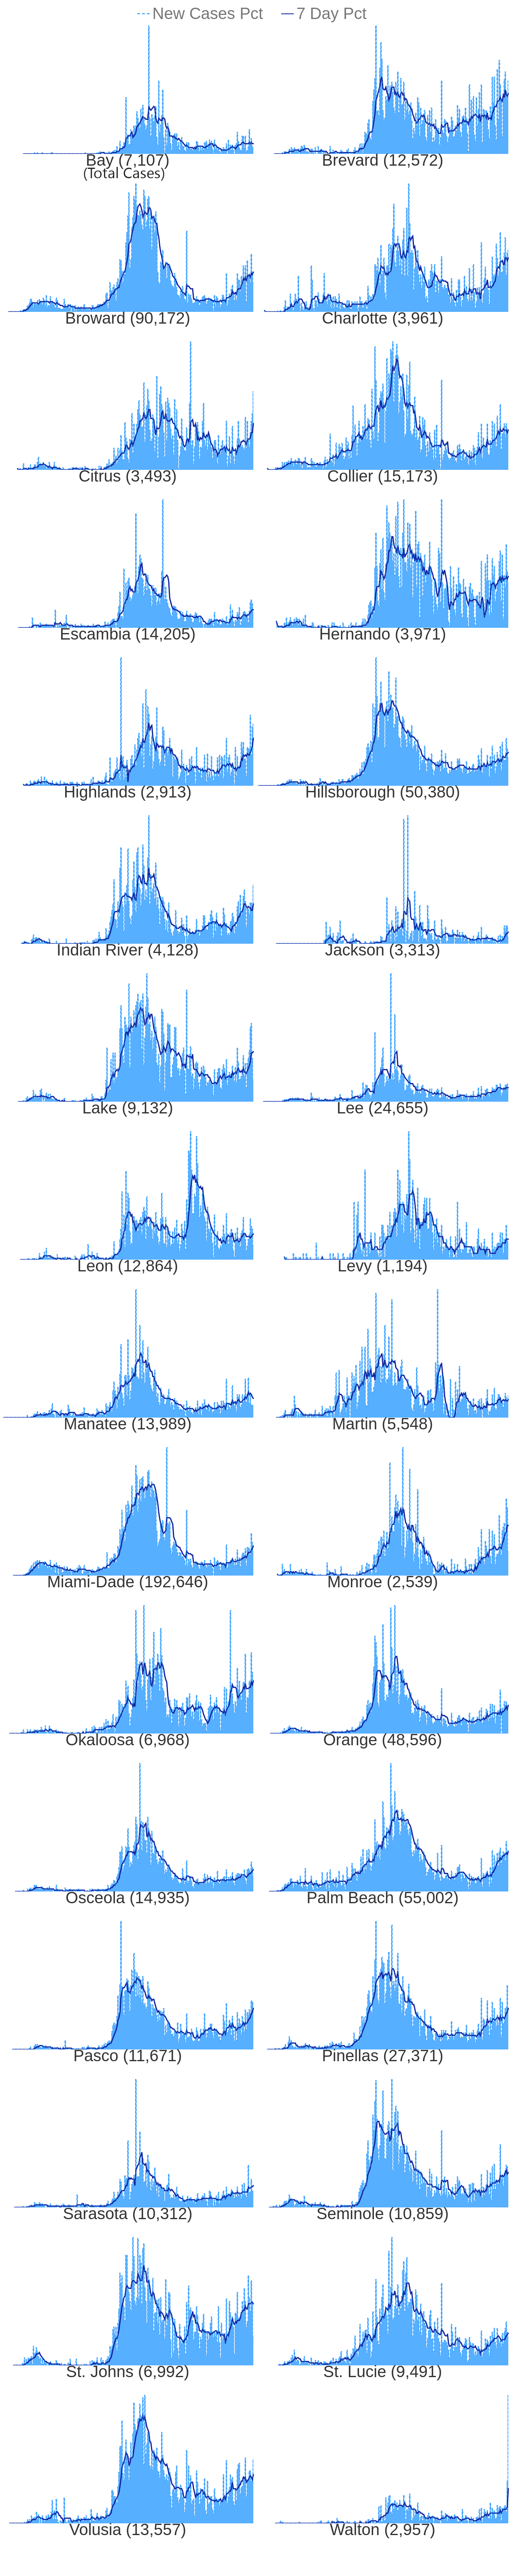 New Cases Pct 7 Day Pct
Bay (7,107) Brevard (12,572)
(Total Cases)
Broward (90,172) Charlotte (3,961)
Citrus (3,493) Collier (15,173)
Escambia (14,205) Hernando (3,971)
Highlands (2,913) Hillsborough (50,380)
Indian River (4,128) Jackson (3,313)
Lake (9,132) Lee (24,655)
Leon (12,864) Levy (1,194)
Manatee (13,989) Martin (5,548)
Miami-Dade (192,646) Monroe (2,539)
Okaloosa (6,968) Orange (48,596)
Osceola (14,935) Palm Beach (55,002)
Pasco (11,671) Pinellas (27,371)
Sarasota (10,312) Seminole (10,859)
St. Johns (6,992) St. Lucie (9,491)
Volusia (13,557) Walton (2,957)